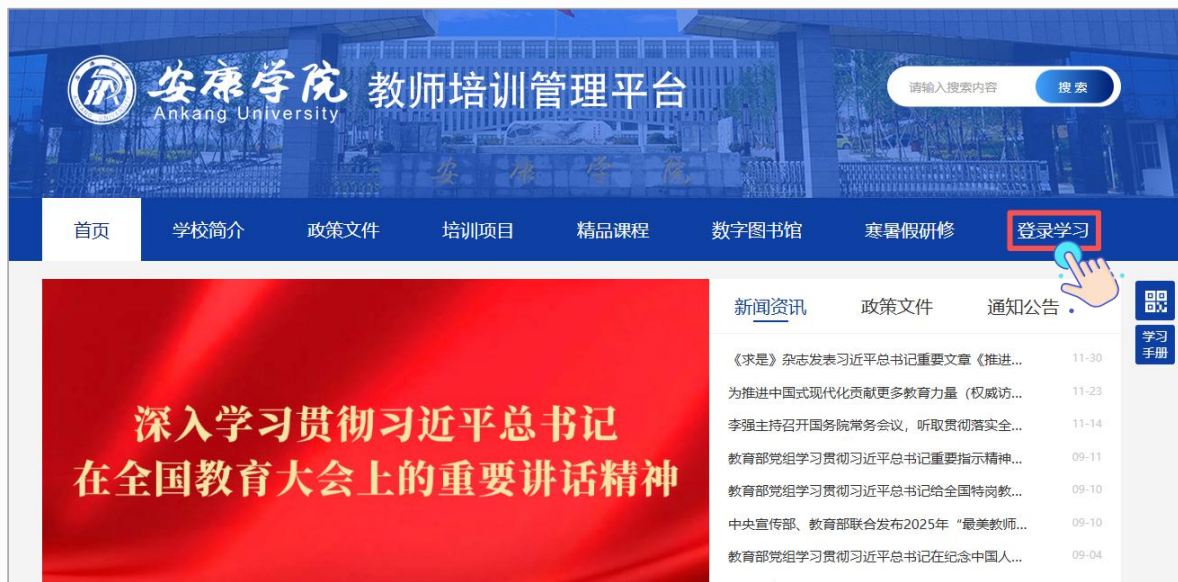 安康学院 教师培训管理平台
Ankang University
请输入搜索内容 搜索
安康学院
首页 学校简介 政策文件 培训项目 精品课程 数字图书馆 寒暑假研修 登录学习
深入学习贯彻习近平总书记
在全国教育大会上的重要讲话精神
新闻资讯 政策文件 通知公告
《求是》杂志发表习近平总书记重要文章《推进... 11-30
为推进中国式现代化贡献更多教育力量（权威访... 11-23
李强主持召开国务院常务会议，听取贯彻落实全... 11-14
教育部党组学习贯彻习近平总书记重要指示精神... 09-11
教育部党组学习贯彻习近平总书记给全国特岗教... 09-10
中央宣传部、教育部联合发布2025年“最美教师... 09-10
教育部党组学习贯彻习近平总书记在纪念中国人... 09-04
学习
手册